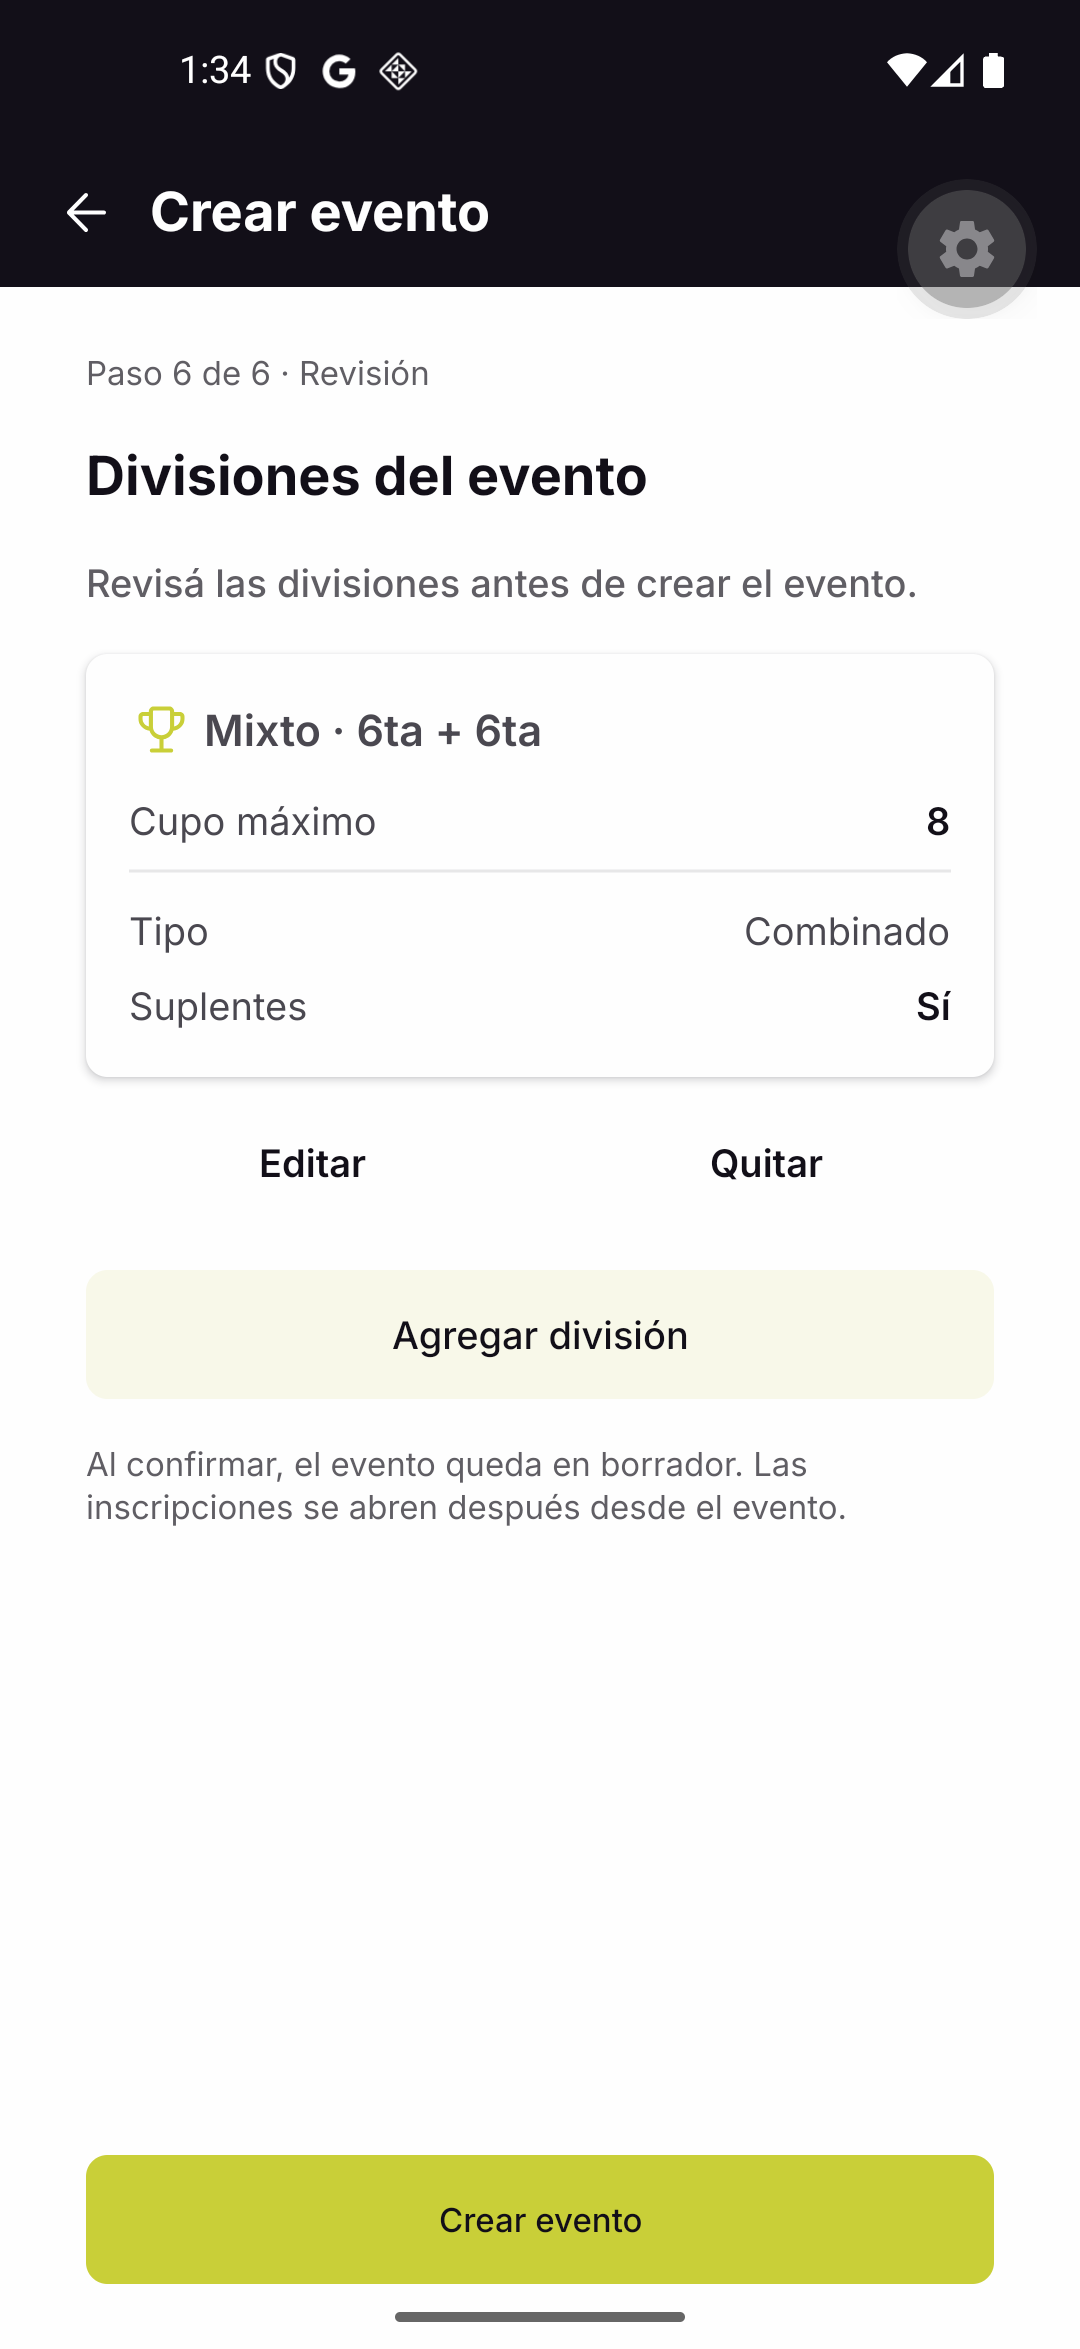 1:34
Crear evento
Paso 6 de 6 · Revisión
Divisiones del evento
Revisá las divisiones antes de crear el evento.
Mixto · 6ta + 6ta
Cupo máximo 8
Tipo Combinado
Suplentes Sí
Editar Quitar
Agregar división
Al confirmar, el evento queda en borrador. Las
inscripciones se abren después desde el evento.
Crear evento